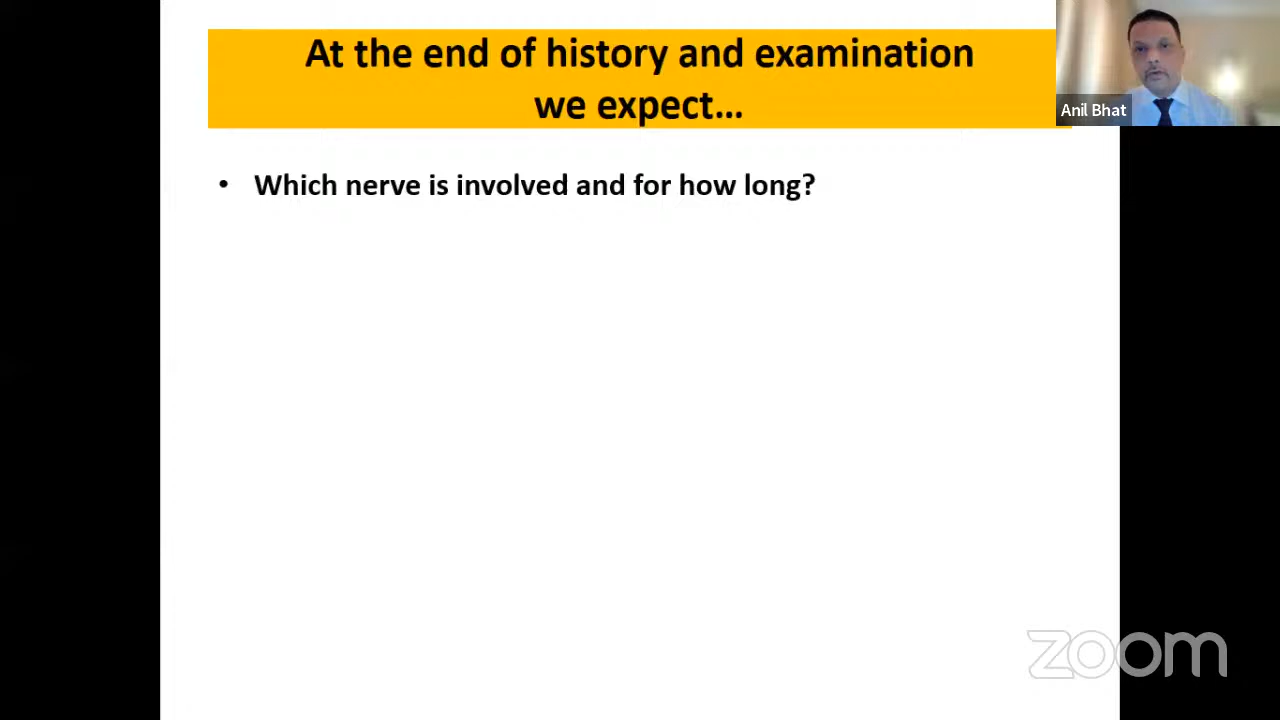 At the end of history and examination
we expect...
Anil Bhat
• Which nerve is involved and for how long?
zoom